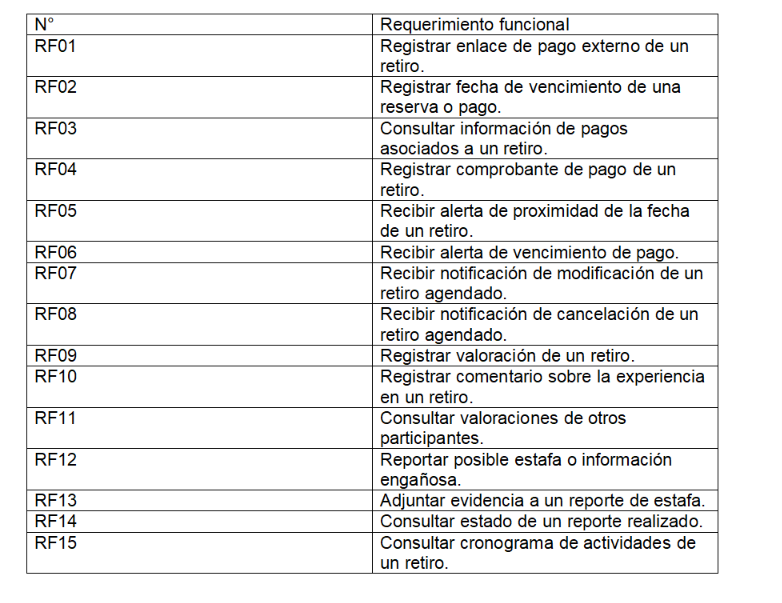 N° Requerimiento funcional
RF01 Registrar enlace de pago externo de un
retiro.
RF02 Registrar fecha de vencimiento de una
reserva o pago.
RF03 Consultar información de pagos
asociados a un retiro.
RF04 Registrar comprobante de pago de un
retiro.
RF05 Recibir alerta de proximidad de la fecha
de un retiro.
RF06 Recibir alerta de vencimiento de pago.
RF07 Recibir notificación de modificación de un
retiro agendado.
RF08 Recibir notificación de cancelación de un
retiro agendado.
RF09 Registrar valoración de un retiro.
RF10 Registrar comentario sobre la experiencia
en un retiro.
RF11 Consultar valoraciones de otros
participantes.
RF12 Reportar posible estafa o información
engañosa.
RF13 Adjuntar evidencia a un reporte de estafa.
RF14 Consultar estado de un reporte realizado.
RF15 Consultar cronograma de actividades de
un retiro.